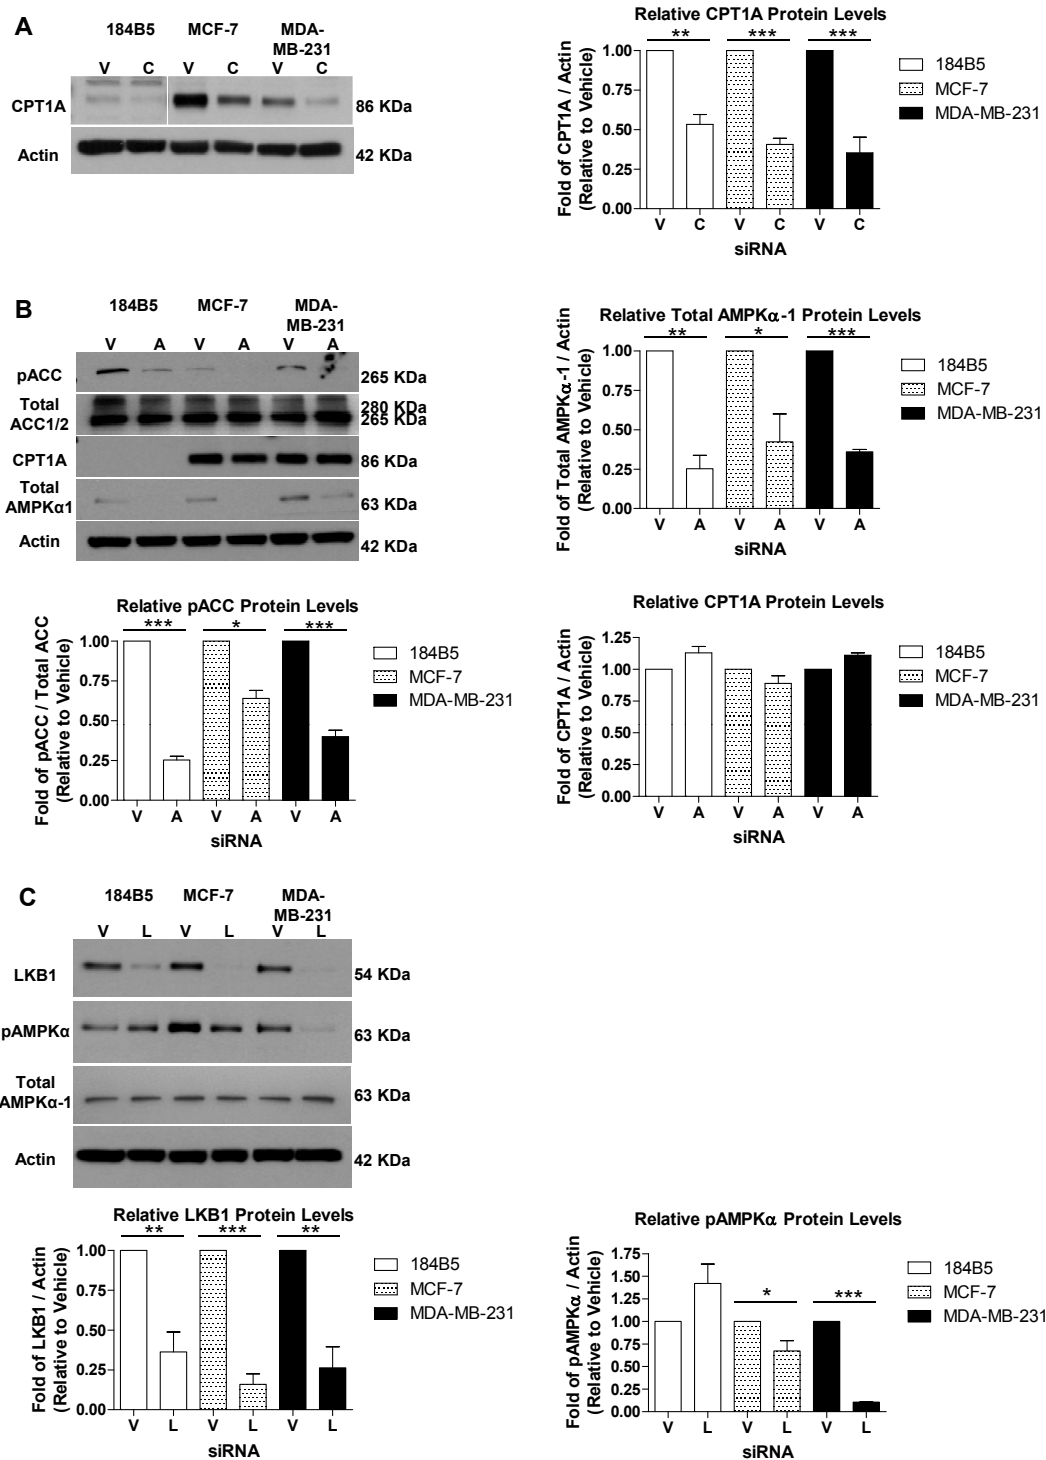 A
184B5 MCF-7 MDA-
MB-231
V C V C V C
CPT1A 86 KDa
Actin 42 KDa
Relative CPT1A Protein Levels
** *** ***
Fold of CPT1A / Actin
(Relative to Vehicle)
1.00
0.75
0.50
0.25
0.00
V C V C V C
siRNA
184B5
MCF-7
MDA-MB-231
B
184B5 MCF-7 MDA-
MB-231
V A V A V A
pACC 265 KDa
Total
ACC1/2
280 KDa
265 KDa
CPT1A 86 KDa
Total
AMPKα1 63 KDa
Actin 42 KDa
Relative Total AMPKα-1 Protein Levels
** * ***
Fold of Total AMPKα-1 / Actin
(Relative to Vehicle)
1.00
0.75
0.50
0.25
0.00
V A V A V A
siRNA
184B5
MCF-7
MDA-MB-231
Relative pACC Protein Levels
*** * ***
Fold of pACC / Total ACC
(Relative to Vehicle)
1.00
0.75
0.50
0.25
0.00
V A V A V A
siRNA
184B5
MCF-7
MDA-MB-231
Relative CPT1A Protein Levels
Fold of CPT1A / Actin
(Relative to Vehicle)
1.25
1.00
0.75
0.50
0.25
0.00
V A V A V A
siRNA
184B5
MCF-7
MDA-MB-231
C
184B5 MCF-7 MDA-
MB-231
V L V L V L
LKB1 54 KDa
pAMPKα 63 KDa
Total
AMPKα-1 63 KDa
Actin 42 KDa
Relative LKB1 Protein Levels
** *** **
Fold of LKB1 / Actin
(Relative to Vehicle)
1.00
0.75
0.50
0.25
0.00
V L V L V L
siRNA
184B5
MCF-7
MDA-MB-231
Relative pAMPKα Protein Levels
* ***
Fold of pAMPKα / Actin
(Relative to Vehicle)
1.75
1.50
1.25
1.00
0.75
0.50
0.25
0.00
V L V L V L
siRNA
184B5
MCF-7
MDA-MB-231